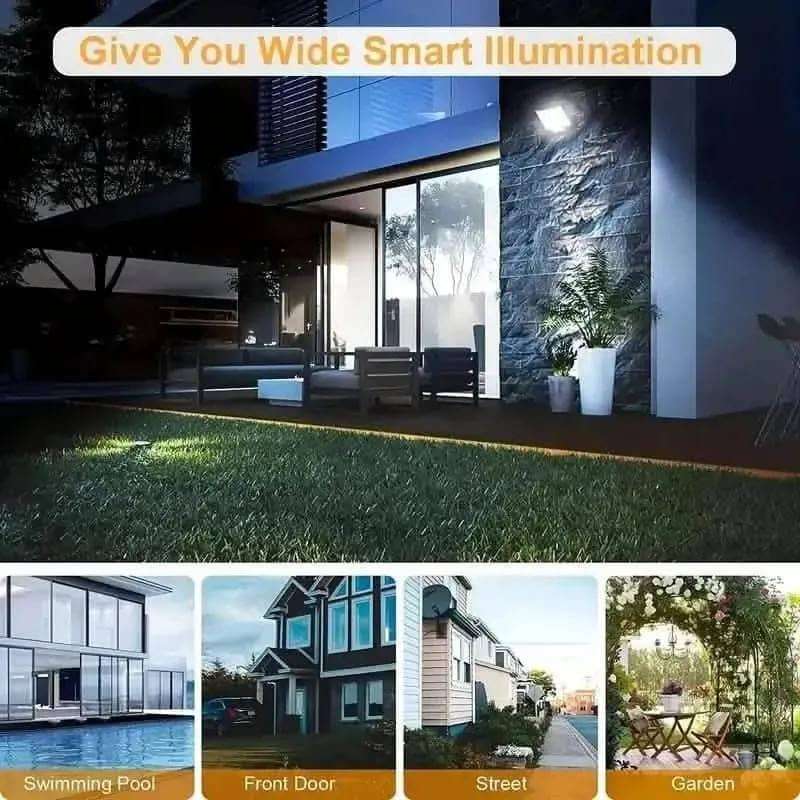 Give You Wide Smart Illumination
Swimming Pool
Front Door
Street
Garden